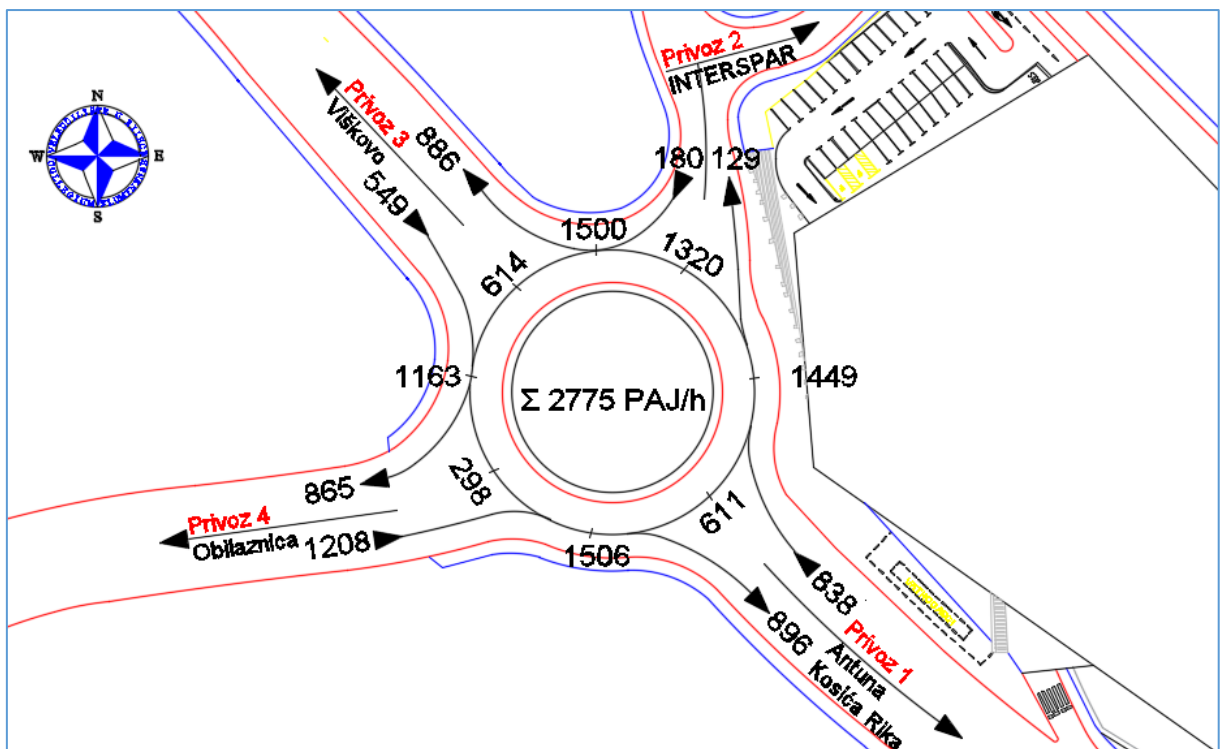 N
W
E
S
Privoz 2
INTERSPAR
Privoz 3
Viškovo
886
549
180
129
1500
1320
614
1163
Σ 2775 PAJ/h
1449
865
298
Privoz 4
Obilaznica
1208
1506
611
838
896
Privoz 1
Antuna
Kosića Rika